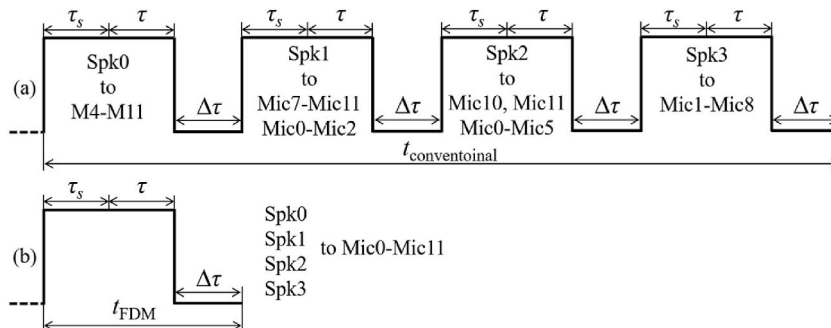 τs τ τs τ τs τ τs τ
(a)
Spk0
to
M4-M11
Δτ
Spk1
to
Mic7-Mic11
Mic0-Mic2
Δτ
Spk2
to
Mic10, Mic11
Mic0-Mic5
Δτ
Spk3
to
Mic1-Mic8
Δτ
tconventoinal
τs τ
(b)
Δτ
tFDM
Spk0
Spk1
Spk2
Spk3
to Mic0-Mic11